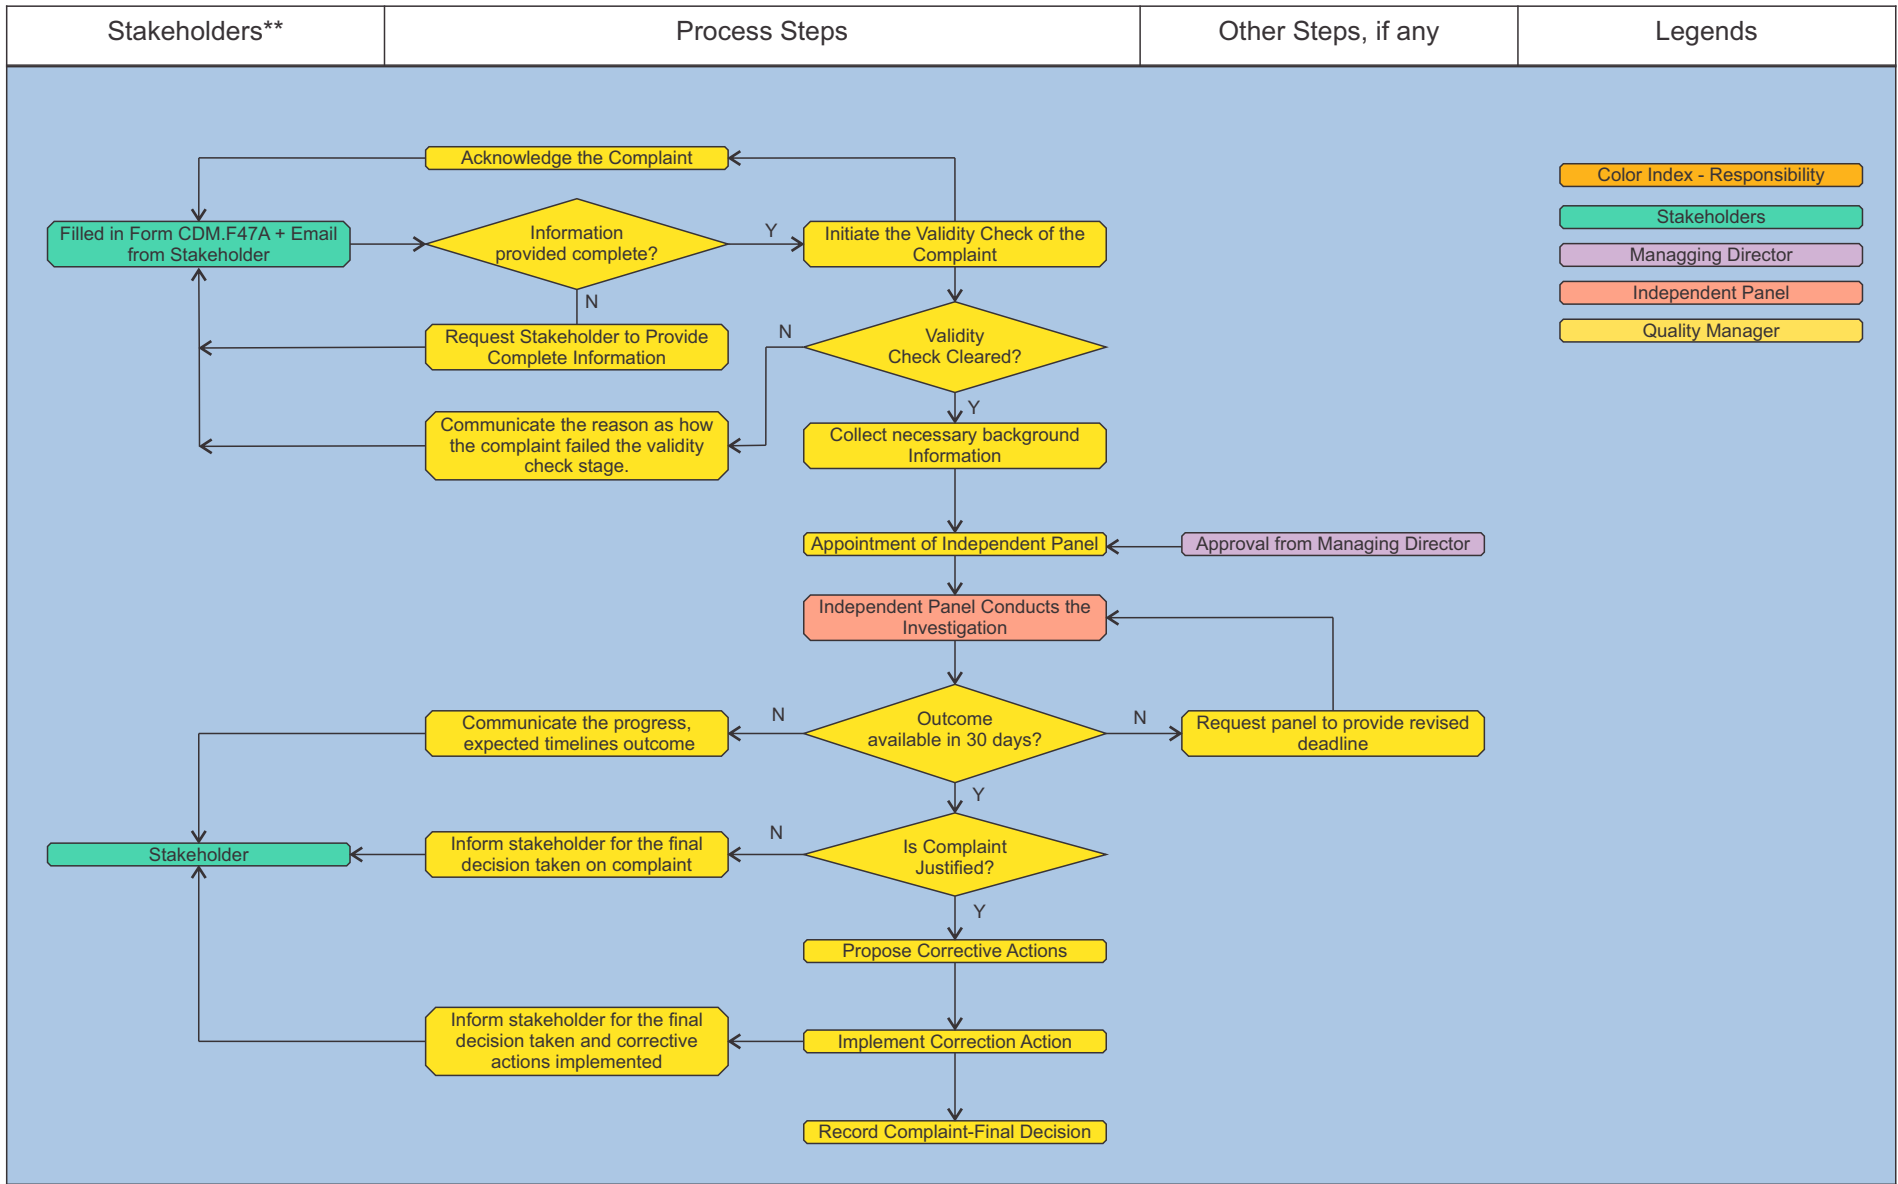 Stakeholders**
Process Steps
Other Steps, if any
Legends
Acknowledge the Complaint
Color Index - Responsibility
Stakeholders
Managging Director
Independent Panel
Quality Manager
Filled in Form CDM.F47A + Email
from Stakeholder
Information
provided complete?
Y
Initiate the Validity Check of the
Complaint
N
Request Stakeholder to Provide
Complete Information
N
Validity
Check Cleared?
Y
Communicate the reason as how
the complaint failed the validity
check stage.
Collect necessary background
Information
Appointment of Independent Panel
Approval from Managing Director
Independent Panel Conducts the
Investigation
Communicate the progress,
expected timelines outcome
N
Outcome
available in 30 days?
N
Request panel to provide revised
deadline
Y
Stakeholder
Inform stakeholder for the final
decision taken on complaint
N
Is Complaint
Justified?
Y
Propose Corrective Actions
Inform stakeholder for the final
decision taken and corrective
actions implemented
Implement Correction Action
Record Complaint-Final Decision